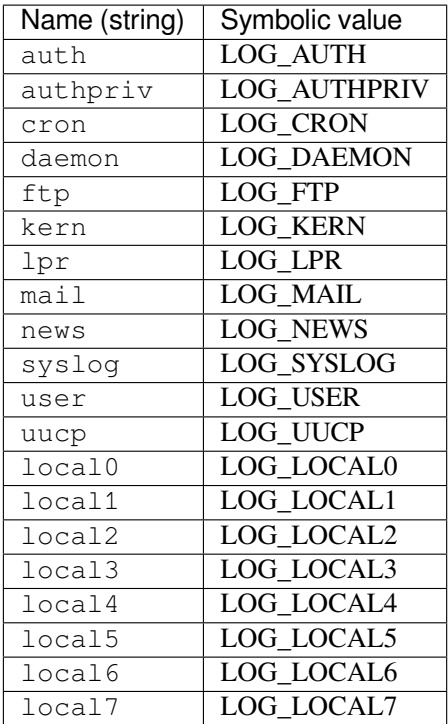 Name (string) Symbolic value
auth LOG_AUTH
authpriv LOG_AUTHPRIV
cron LOG_CRON
daemon LOG_DAEMON
ftp LOG_FTP
kern LOG_KERN
lpr LOG_LPR
mail LOG_MAIL
news LOG_NEWS
syslog LOG_SYSLOG
user LOG_USER
uucp LOG_UUCP
local0 LOG_LOCAL0
local1 LOG_LOCAL1
local2 LOG_LOCAL2
local3 LOG_LOCAL3
local4 LOG_LOCAL4
local5 LOG_LOCAL5
local6 LOG_LOCAL6
local7 LOG_LOCAL7